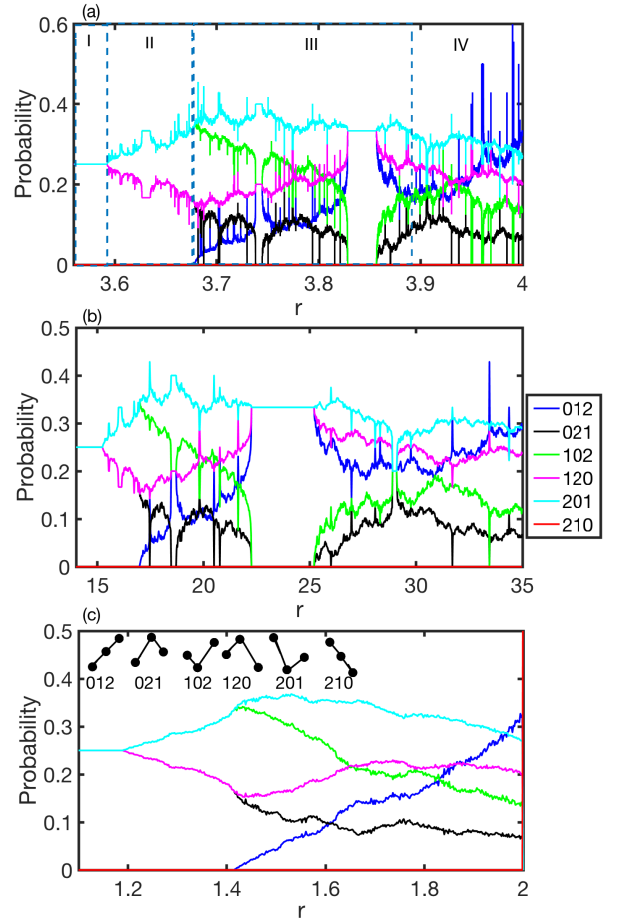 (a)
I II III IV
0.6
0.4
0.2
0
Probability
3.6 3.7 3.8 3.9 4
r
(b)
0.5
0.4
0.3
0.2
0.1
0
Probability
15 20 25 30 35
r
012
021
102
120
201
210
(c)
0.5
0.4
0.3
0.2
0.1
0
Probability
012 021 102 120 201 210
1.2 1.4 1.6 1.8 2
r